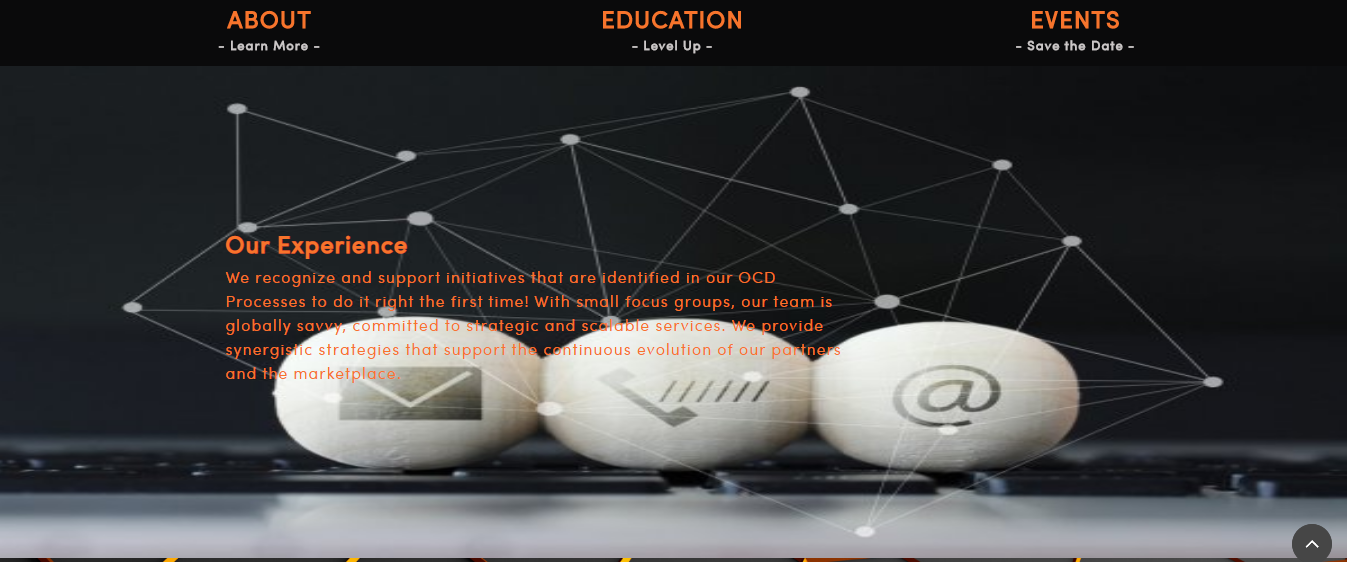 ABOUT EDUCATION EVENTS
- Learn More - - Level Up - - Save the Date -
Our Experience
We recognize and support initiatives that are identified in our OCD
Processes to do it right the first time! With small focus groups, our team is
globally savvy, committed to strategic and scalable services. We provide
synergistic strategies that support the continuous evolution of our partners
and the marketplace.
@